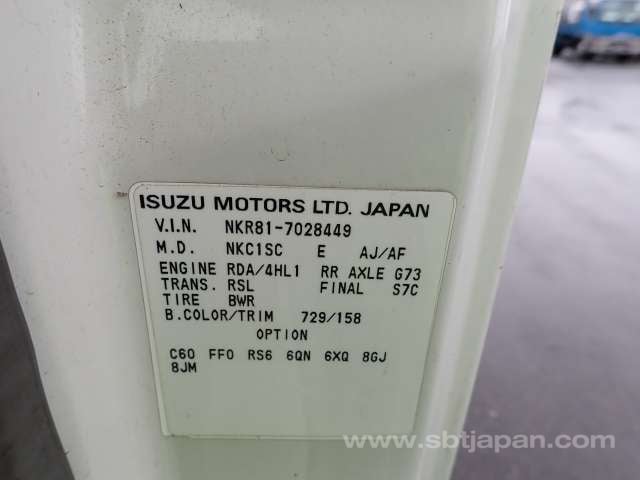 ISUZU MOTORS LTD. JAPAN
V.I.N. NKR81-7028449
M.D. NKC1SC E AJ/AF
ENGINE RDA/4HL1 RR AXLE G73
TRANS. RSL FINAL S7C
TIRE BWR
B.COLOR/TRIM 729/158
OPTION
C60 FF0 RS6 6QN 6XQ 8GJ
8JM
www.sbtjapan.com